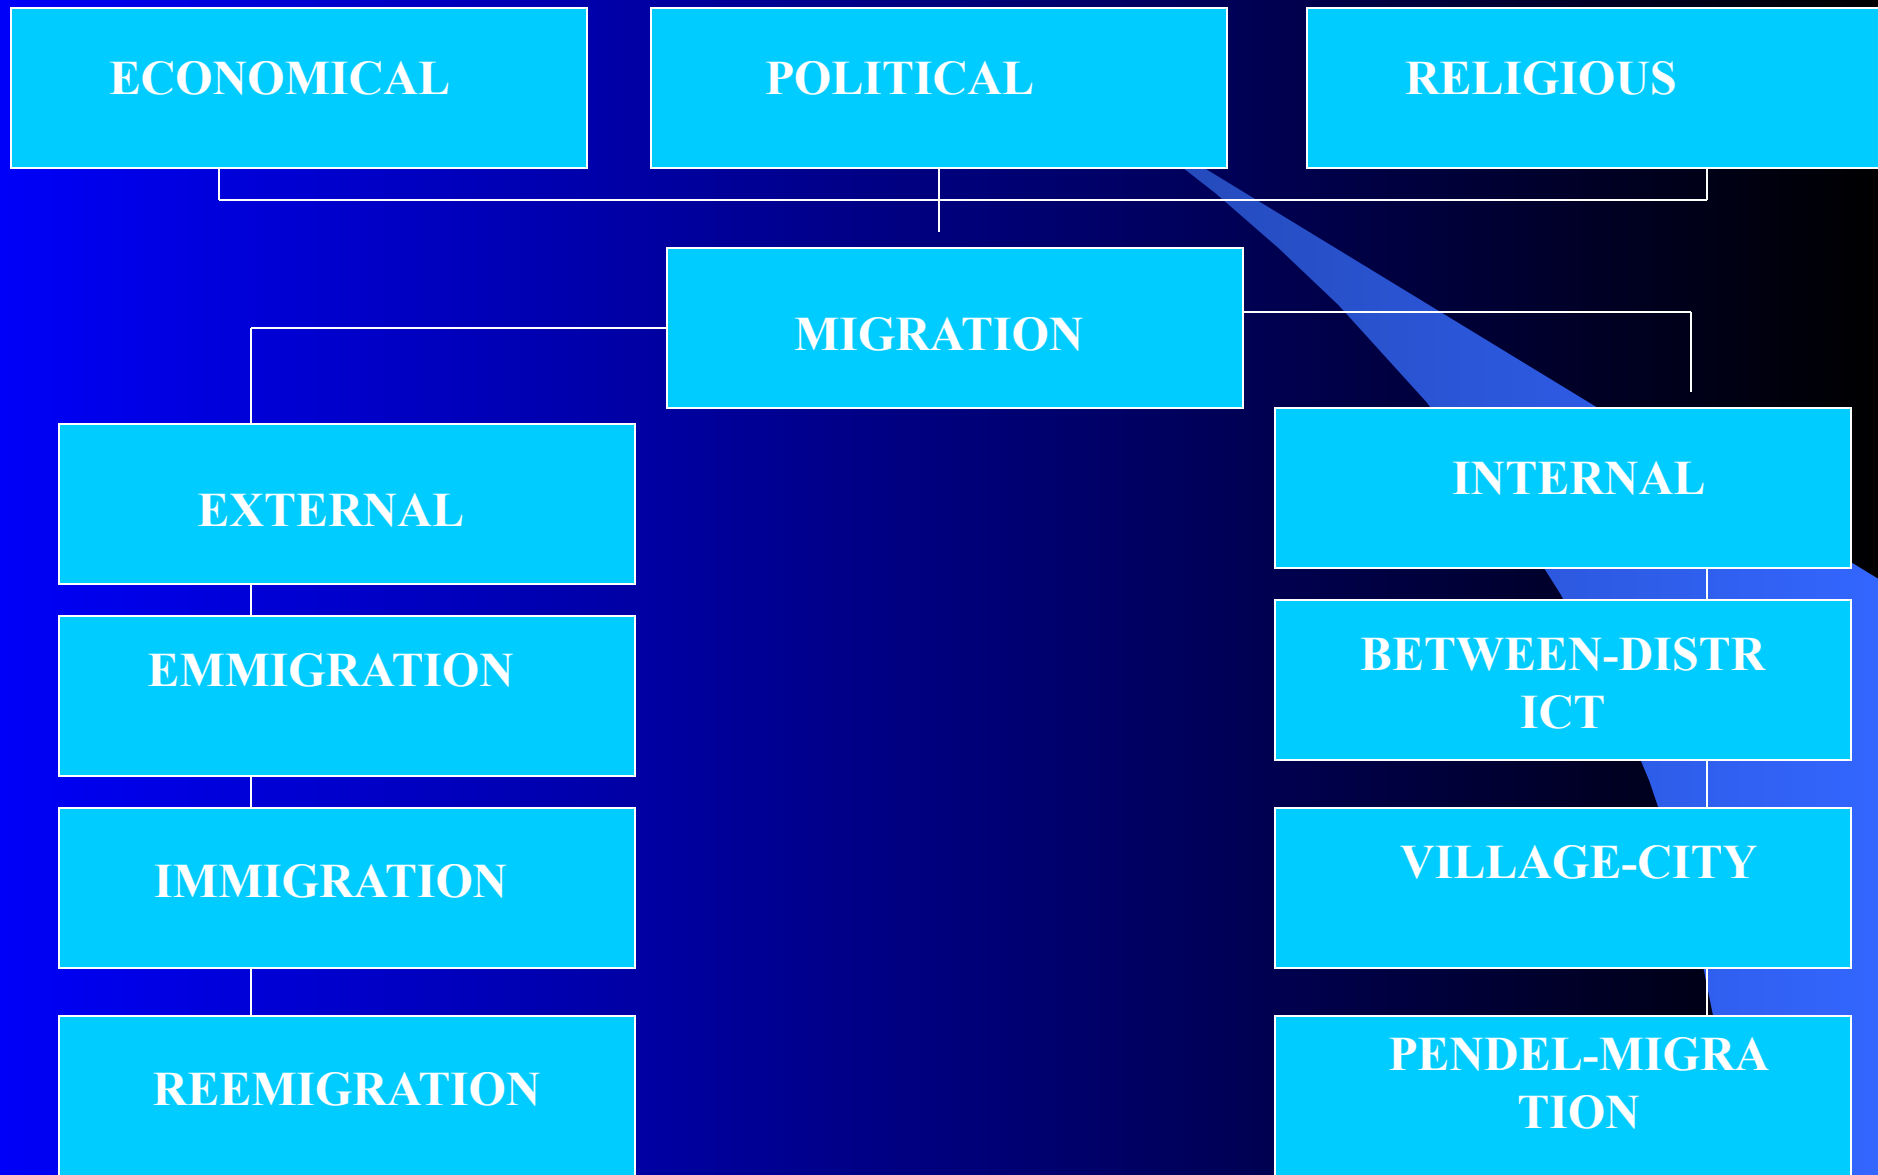 ECONOMICAL
POLITICAL
RELIGIOUS
MIGRATION
EXTERNAL
INTERNAL
EMMIGRATION
BETWEEN-DISTR
ICT
IMMIGRATION
VILLAGE-CITY
REEMIGRATION
PENDEL-MIGRA
TION